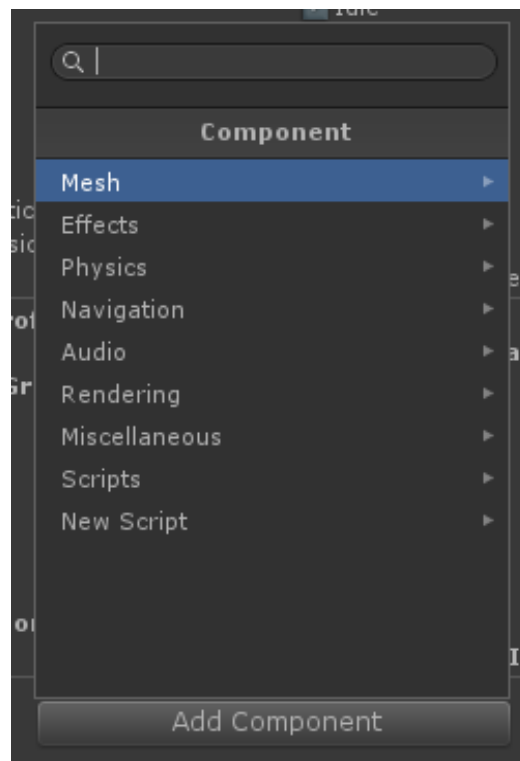 Component
Mesh
Effects
Physics
Navigation
Audio
Rendering
Miscellaneous
Scripts
New Script
Add Component